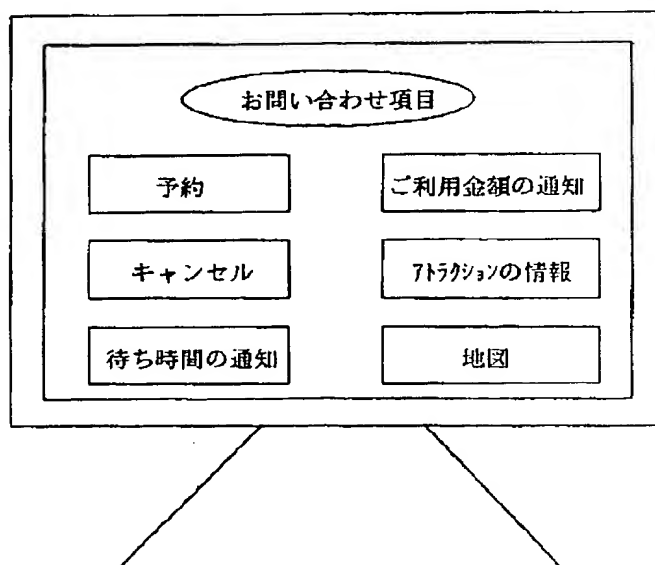 お問い合わせ項目
予約
ご利用金額の通知
キャンセル
ｱﾄﾗｸｼｮﾝの情報
待ち時間の通知
地図